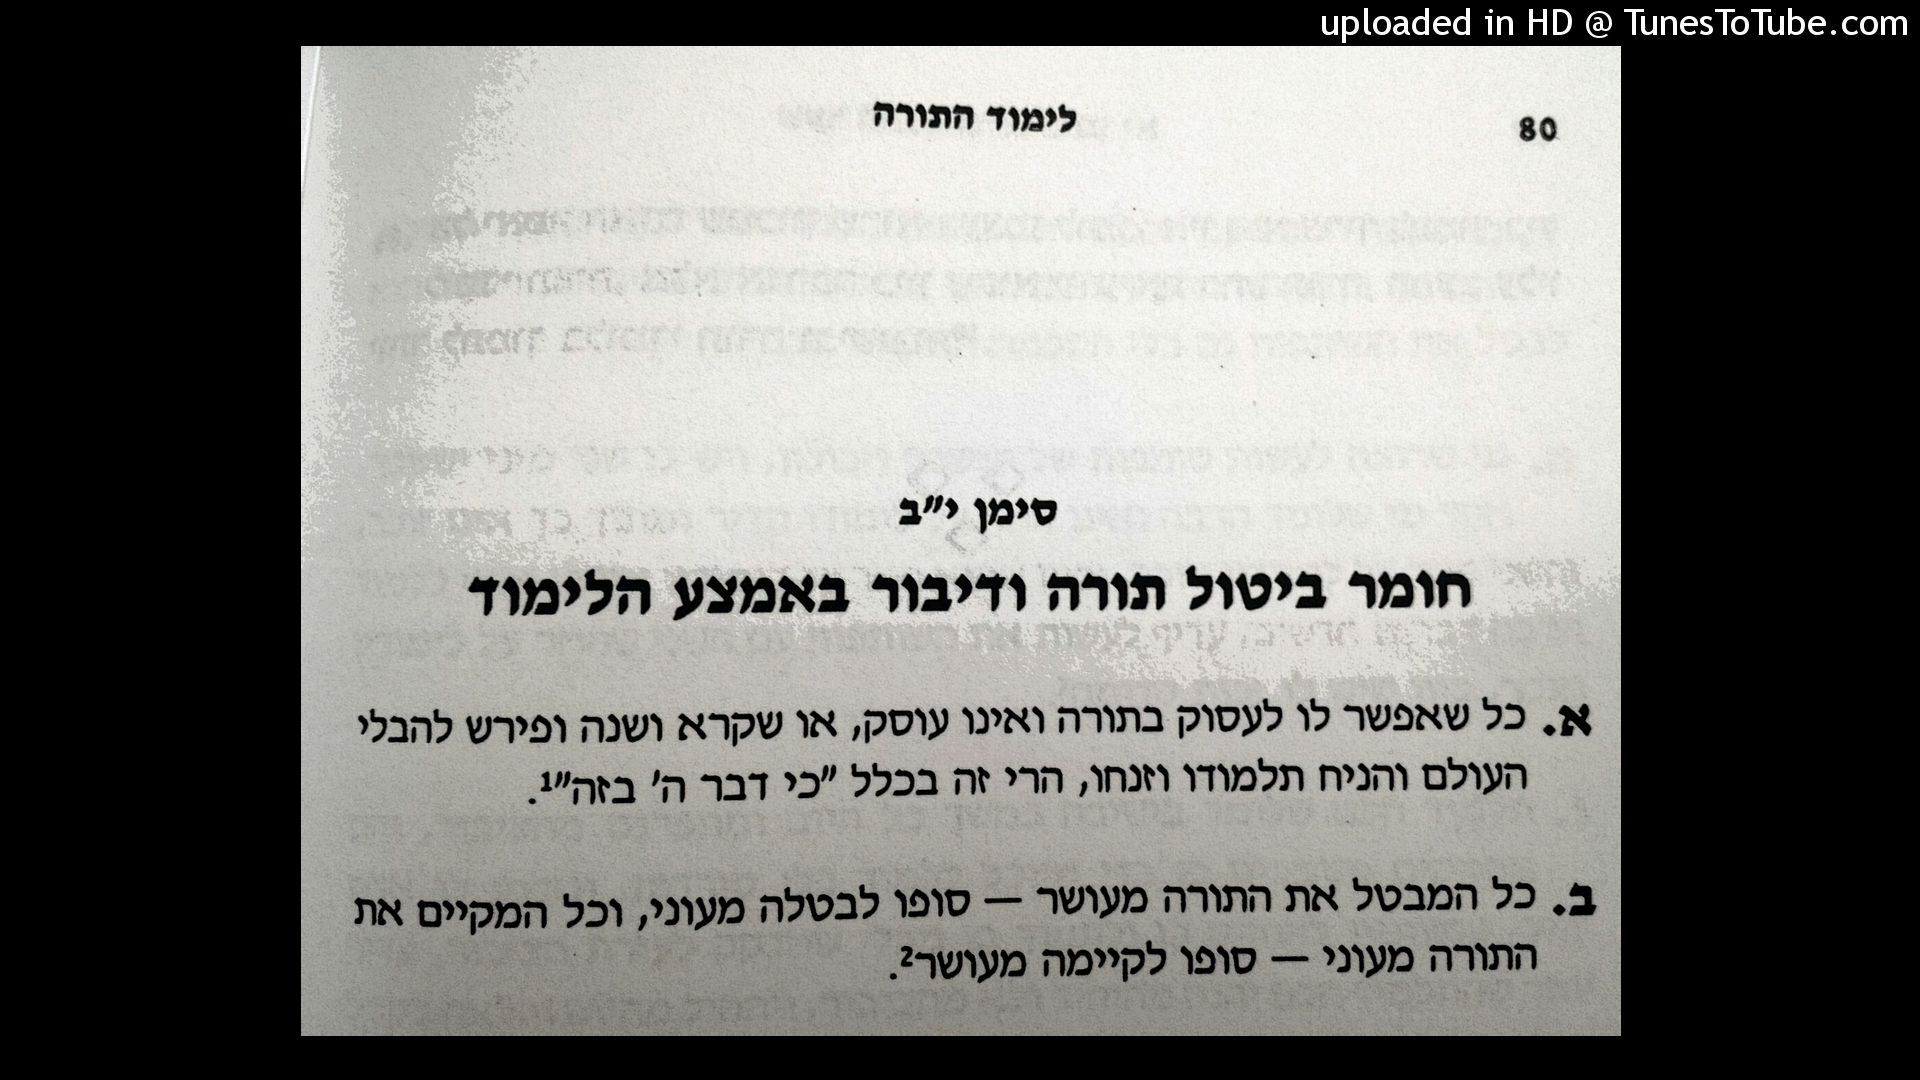 uploaded in HD @ TunesToTube.com
80
לימוד התורה
סימן י״ב
חומר ביטול תורה ודיבור באמצע הלימוד
א. כל שאפשר לו לעסוק בתורה ואינו עוסק, או שקרא ושנה ופירש להבלי
העולם והניח תלמודו וזנחו, הרי זה בכלל ״כי דבר ה׳ בזה״1.
ב. כל המבטל את התורה מעושר — סופו לבטלה מעוני, וכל המקיים את
התורה מעוני — סופו לקיימה מעושר2.